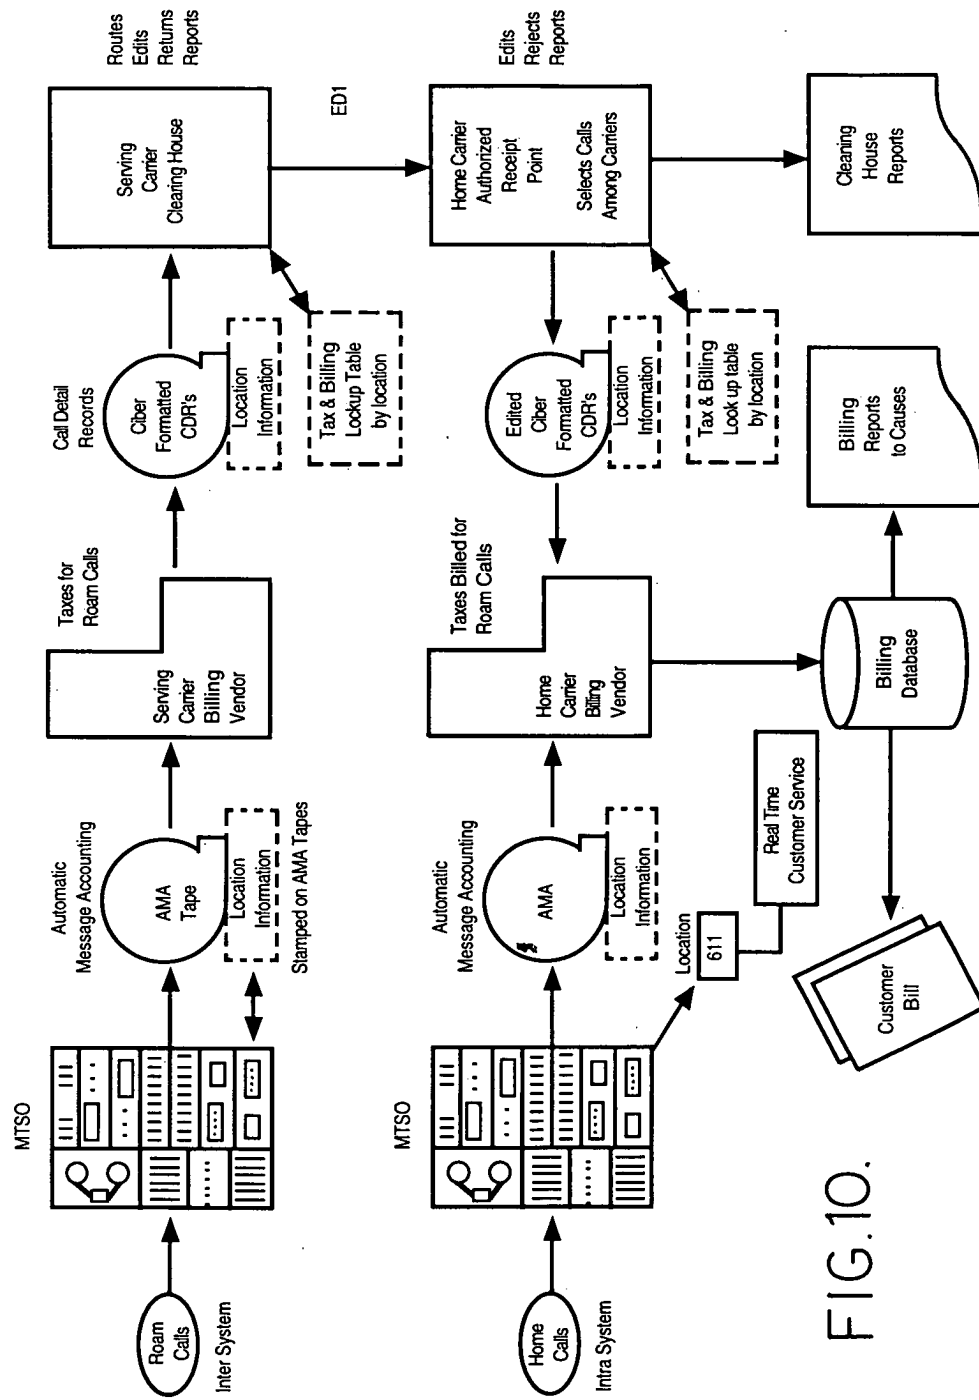 MTSO
Roam
Calls
Inter System
Automatic
Message Accounting
AMA
Tape
Location
Information
Stamped on AMA Tapes
Taxes for
Roam Calls
Serving
Carrier
Billing
Vendor
Call Detail
Records
Ciber
Formatted
CDR's
Location
Information
Tax & Billing
Lockup Table
by location
Serving
Carrier
Clearing House
Routes
Edits
Returns
Reports
ED1
MTSO
Home
Calls
Intra System
Automatic
Message Accounting
AMA
Location
Information
Location
611
Real Time
Customer Service
Taxes Billed for
Roam Calls
Home
Carrier
Billing
Vendor
Edited
Ciber
Formatted
CDR's
Location
Information
Tax & Billing
Look up table
by location
Home Carrier
Authorized
Receipt
Point
Selects Calls
Among Carriers
Edits
Rejects
Reports
Customer
Bill
Billing
Database
Billing
Reports
to Causes
Cleaning
House
Reports
FIG.10.